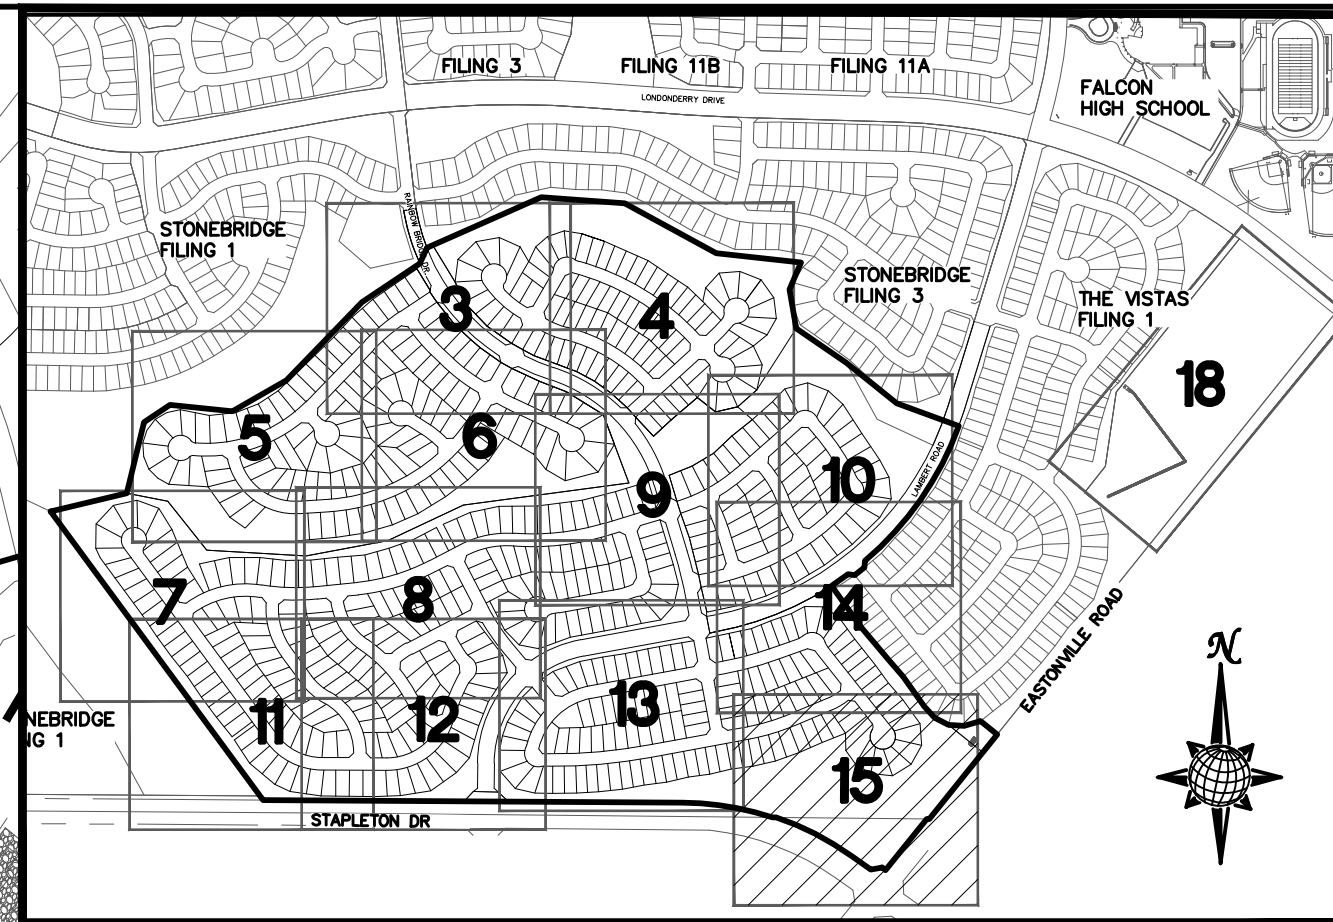 FILING 3
FILING 11B
FILING 11A
FALCON
HIGH SCHOOL
LONDONDERRY DRIVE
RAINBOW BRIDGE DR.
STONEBRIDGE
FILING 1
STONEBRIDGE
FILING 3
THE VISTAS
FILING 1
3
4
18
5
6
9
10
LAMBERT ROAD
7
8
14
EASTONVILLE ROAD
N
11
12
13
NEBRIDGE
NG 1
15
STAPLETON DR